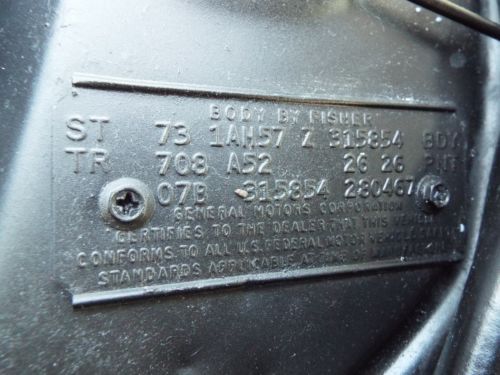 BODY BY FISHER
ST 73 1AH57 Z 315854 BDY
TR 708 A52 26 26 PNT
07B 315854 280467
GENERAL MOTORS CORPORATION
CERTIFIES TO THE DEALER THAT THIS VEHICLE
CONFORMS TO ALL U.S. FEDERAL MOTOR VEHICLE
STANDARDS APPLICABLE AT TIME OF